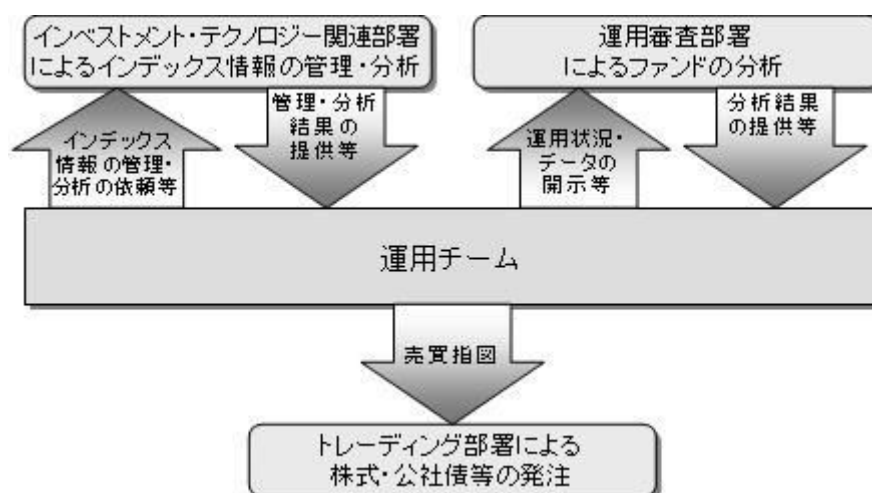 インベストメント・テクノロジー関連部署
によるインデックス情報の管理・分析
運用審査部署
によるファンドの分析
インデックス
情報の管理・
分析の依頼等
管理・分析
結果の
提供等
運用状況・
データの
開示等
分析結果
の提供等
運用チーム
売買指図
トレーディング部署による
株式・公社債等の発注